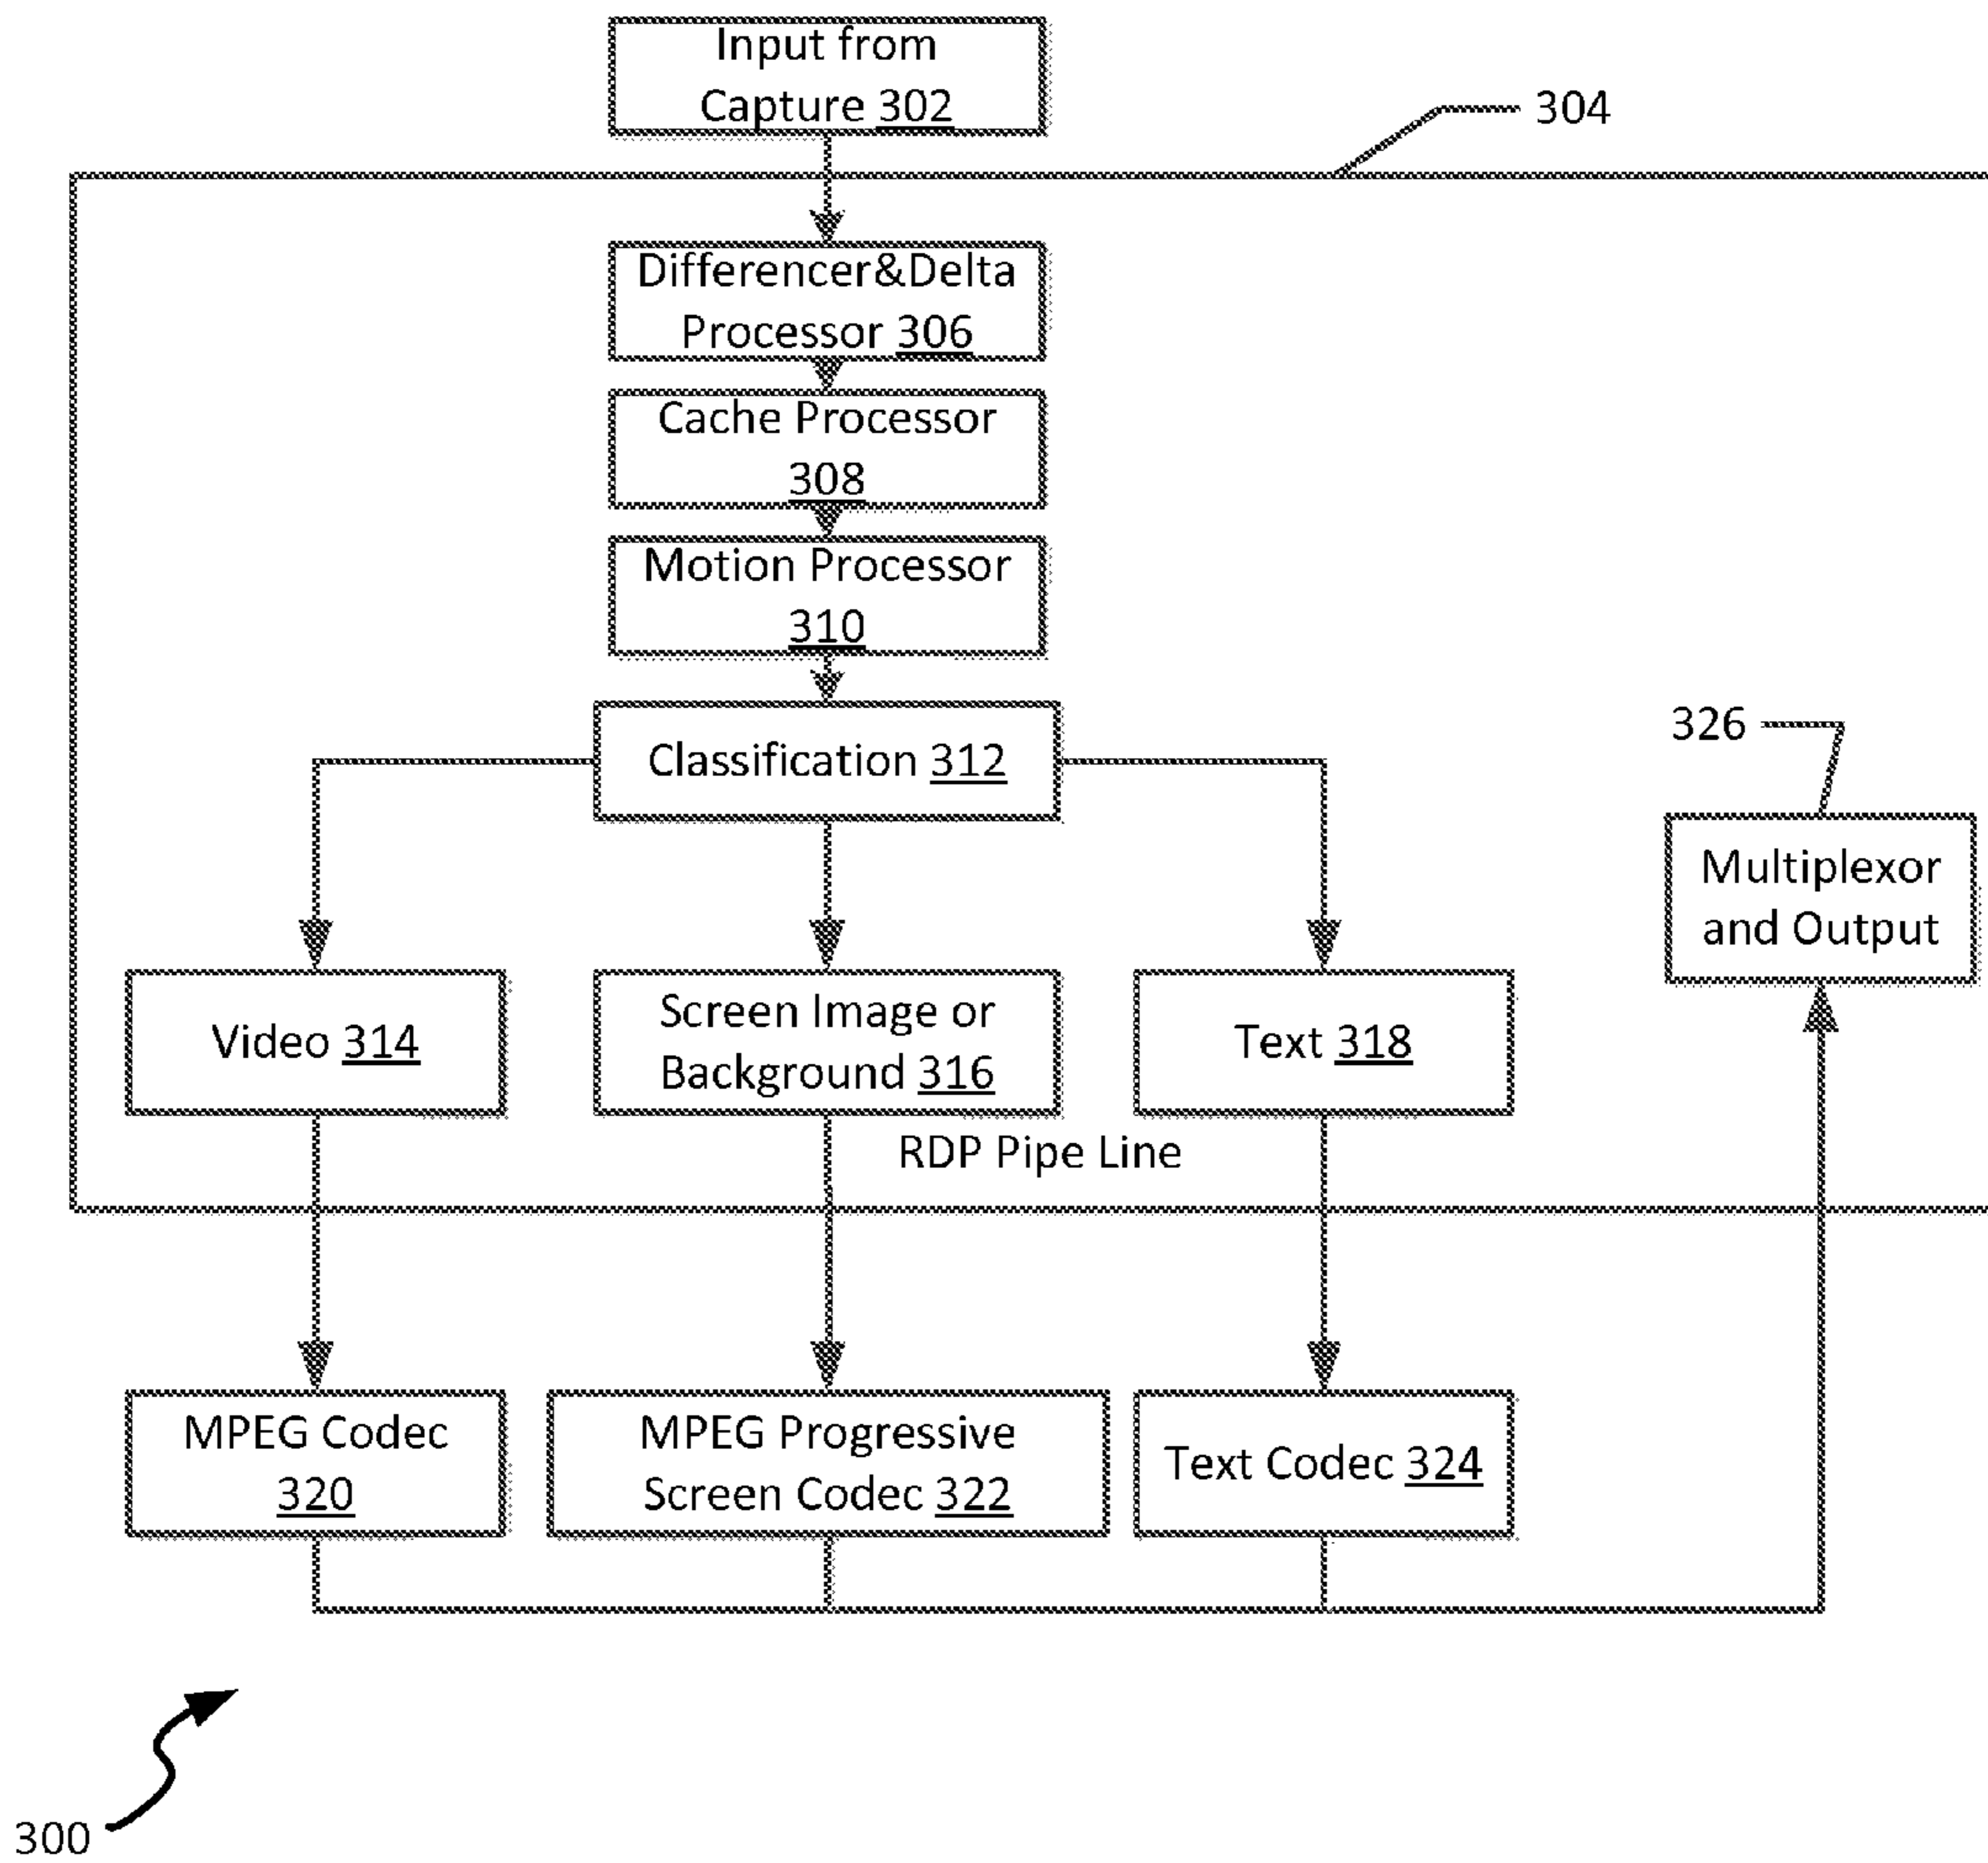 Input from
Capture 302
304
Differencer&Delta
Processor 306
Cache Processor
308
Motion Processor
310
Classification 312
326
Multiplexor
and Output
Video 314
Screen Image or
Background 316
Text 318
RDP Pipe Line
MPEG Codec
320
MPEG Progressive
Screen Codec 322
Text Codec 324
300